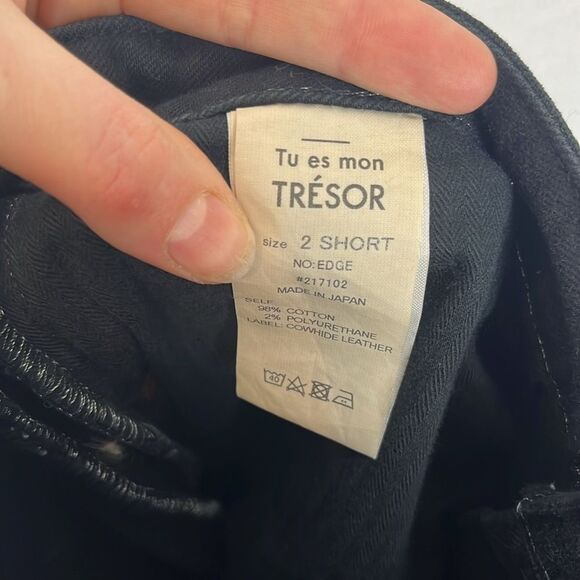 Tu es mon
TRÉSOR
size 2 SHORT
NO:EDGE
#217102
MADE IN JAPAN
SELF
98% COTTON
2% POLYURETHANE
LABEL: COWHIDE LEATHER
40